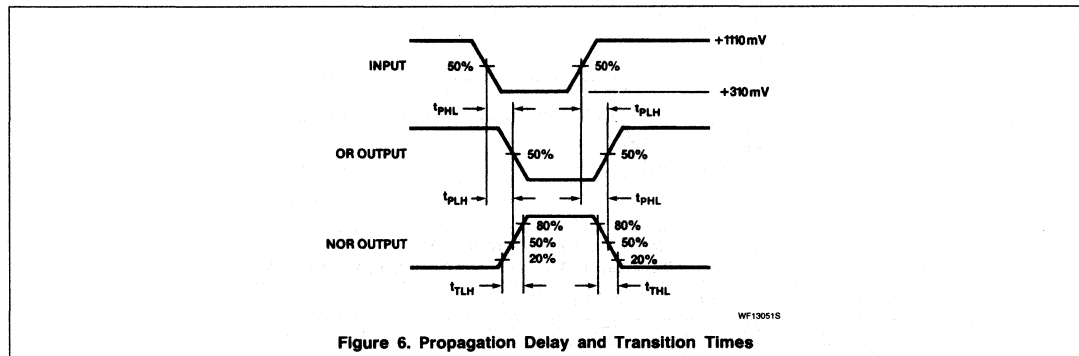 +1110mV
INPUT 50% 50%
+310mV
tPHL tPLH
OR OUTPUT 50% 50%
tPLH tPHL
80% 80%
NOR OUTPUT 50% 50%
20% 20%
tTLH tTHL
WF13051S
Figure 6. Propagation Delay and Transition Times